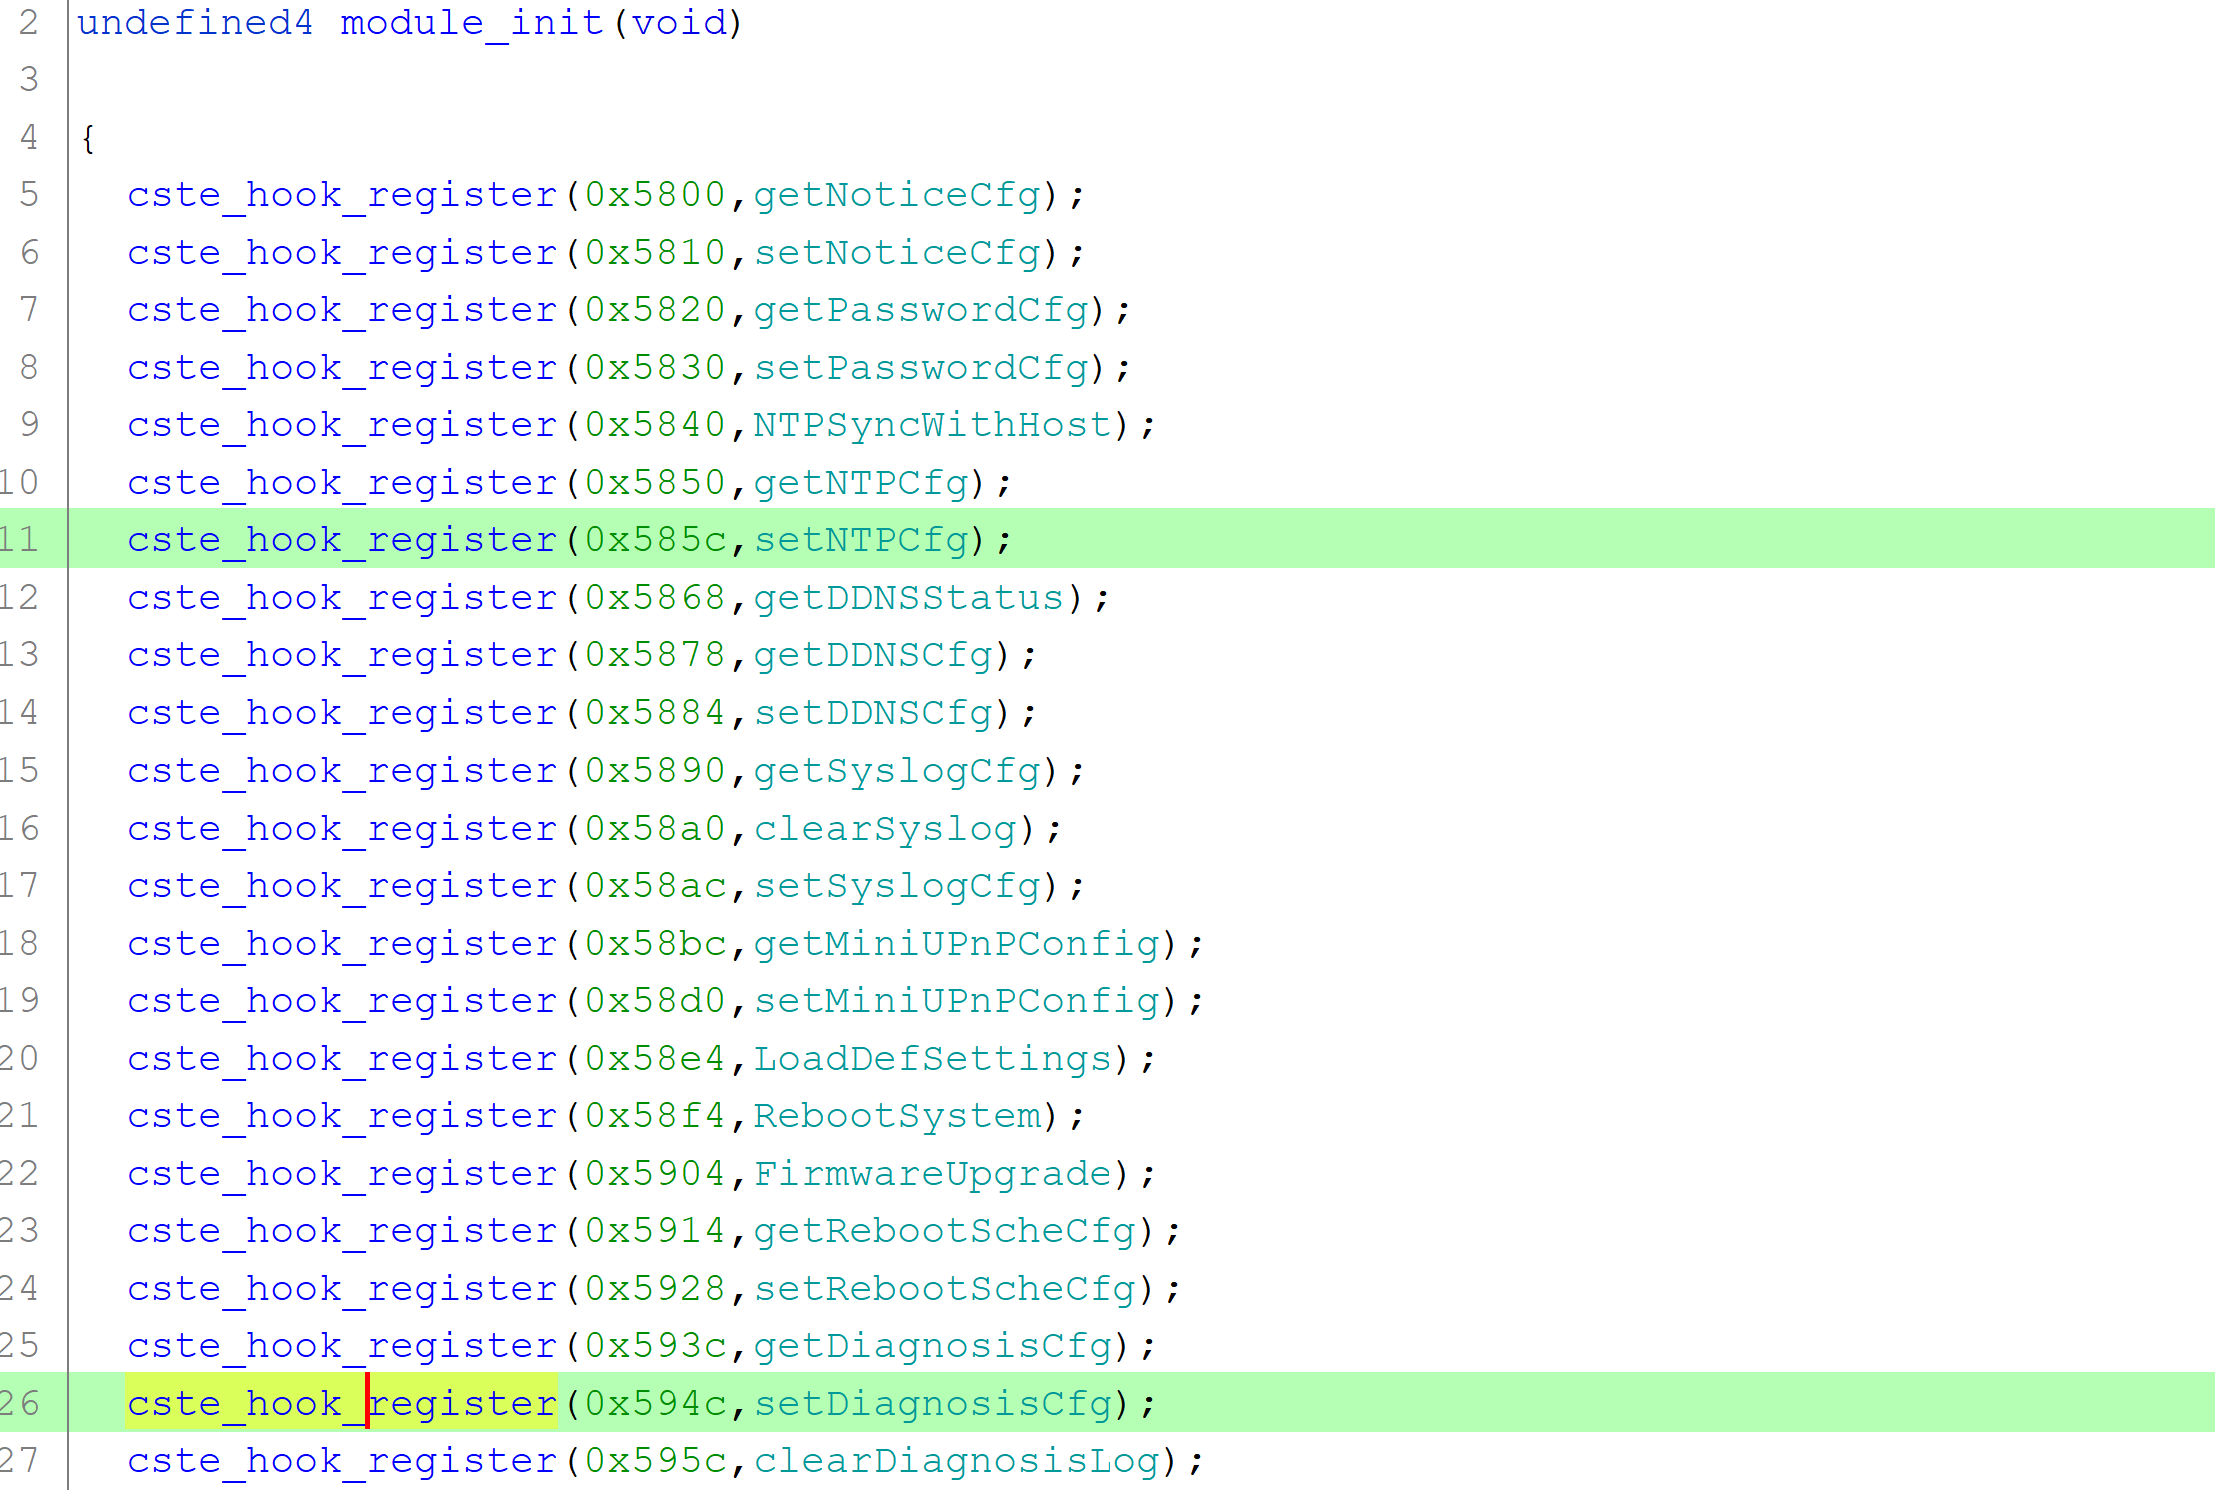 2 undefined4 module_init(void)
3
4 {
5 cste_hook_register(0x5800,getNoticeCfg);
6 cste_hook_register(0x5810,setNoticeCfg);
7 cste_hook_register(0x5820,getPasswordCfg);
8 cste_hook_register(0x5830,setPasswordCfg);
9 cste_hook_register(0x5840,NTPSyncWithHost);
10 cste_hook_register(0x5850,getNTPCfg);
11 cste_hook_register(0x585c,setNTPCfg);
12 cste_hook_register(0x5868,getDDNSStatus);
13 cste_hook_register(0x5878,getDDNSCfg);
14 cste_hook_register(0x5884,setDDNSCfg);
15 cste_hook_register(0x5890,getSyslogCfg);
16 cste_hook_register(0x58a0,clearSyslog);
17 cste_hook_register(0x58ac,setSyslogCfg);
18 cste_hook_register(0x58bc,getMiniUPnPConfig);
19 cste_hook_register(0x58d0,setMiniUPnPConfig);
20 cste_hook_register(0x58e4,LoadDefSettings);
21 cste_hook_register(0x58f4,RebootSystem);
22 cste_hook_register(0x5904,FirmwareUpgrade);
23 cste_hook_register(0x5914,getRebootScheCfg);
24 cste_hook_register(0x5928,setRebootScheCfg);
25 cste_hook_register(0x593c,getDiagnosisCfg);
26 cste_hook_register(0x594c,setDiagnosisCfg);
27 cste_hook_register(0x595c,clearDiagnosisLog);